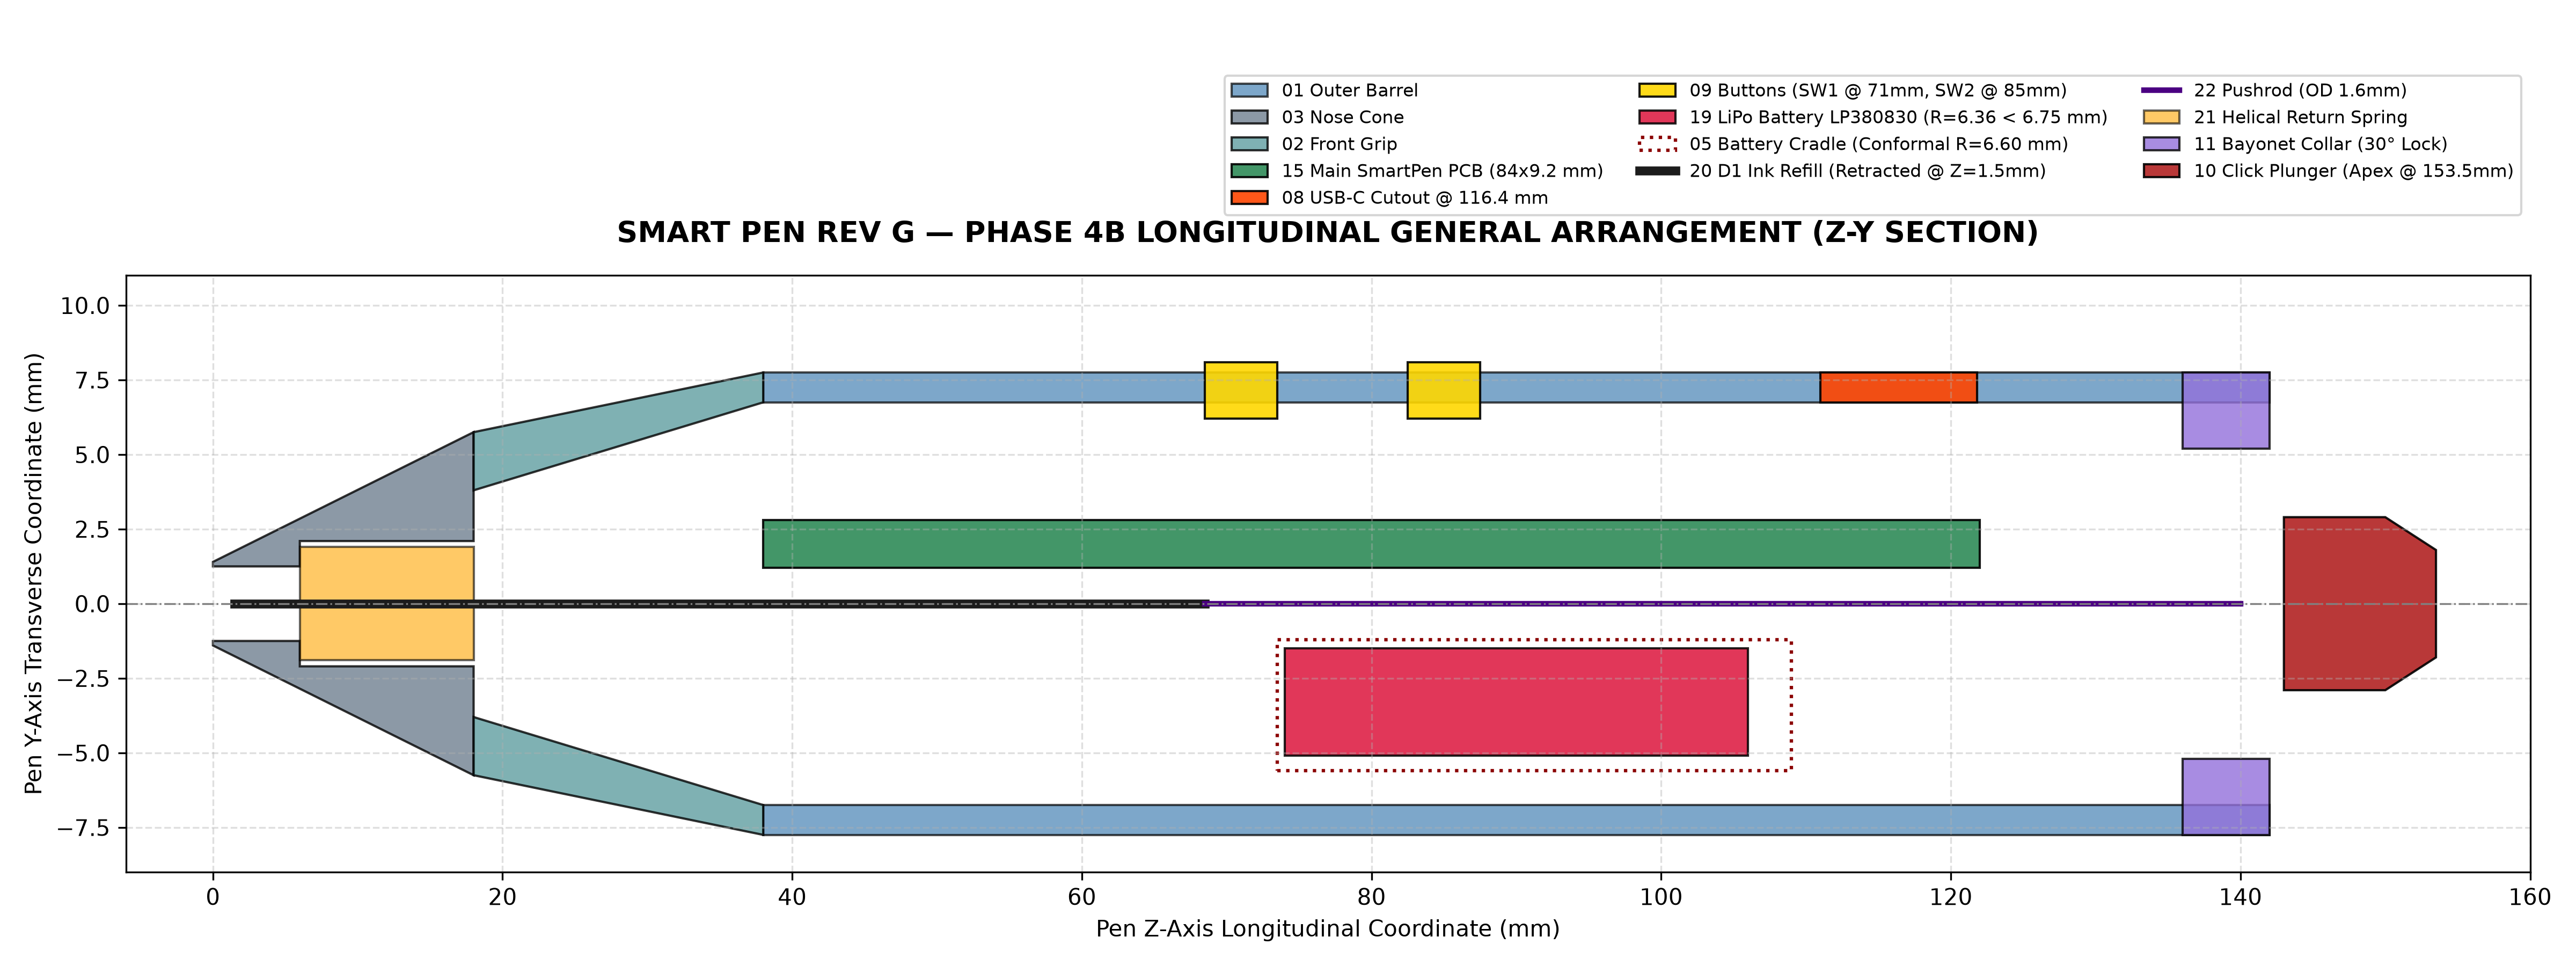 01 Outer Barrel
03 Nose Cone
02 Front Grip
15 Main SmartPen PCB (84x9.2 mm)
08 USB-C Cutout @ 116.4 mm
09 Buttons (SW1 @ 71mm, SW2 @ 85mm)
19 LiPo Battery LP380830 (R=6.36 < 6.75 mm)
05 Battery Cradle (Conformal R=6.60 mm)
20 D1 Ink Refill (Retracted @ Z=1.5mm)
22 Pushrod (OD 1.6mm)
21 Helical Return Spring
11 Bayonet Collar (30° Lock)
10 Click Plunger (Apex @ 153.5mm)
SMART PEN REV G — PHASE 4B LONGITUDINAL GENERAL ARRANGEMENT (Z-Y SECTION)
Pen Y-Axis Transverse Coordinate (mm)
10.0
7.5
5.0
2.5
0.0
−2.5
−5.0
−7.5
0
20
40
60
80
100
120
140
160
Pen Z-Axis Longitudinal Coordinate (mm)